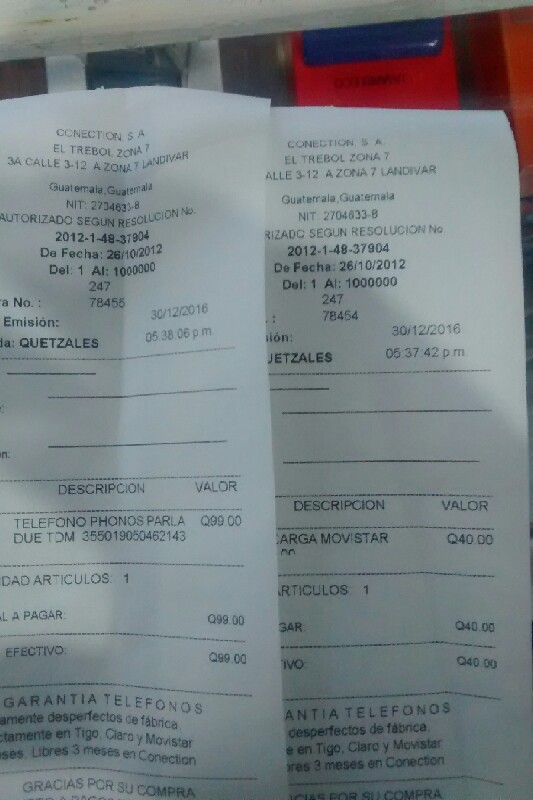 CONECTION S.A.
EL TREBOL ZONA 7
3A CALLE 3-12 A ZONA 7 LANDIVAR
Guatemala,Guatemala
NIT: 2704633-8
AUTORIZADO SEGUN RESOLUCION No.
2012-1-48-37904
De Fecha: 26/10/2012
Del: 1 Al: 1000000
247
ra No. : 78455
Emisión: 30/12/2016
05:38:06 p.m.
da: QUETZALES
DESCRIPCION VALOR
TELEFONO PHONOS PARLA Q99.00
DUE TDM 355019050462143
DAD ARTICULOS: 1
AL A PAGAR: Q99.00
EFECTIVO: Q99.00
GARANTIA TELEFONOS
amente desperfectos de fábrica,
ctamente en Tigo, Claro y Movistar
ses, Libres 3 meses en Conection
GRACIAS POR SU COMPRA
CONECTION S.A.
EL TREBOL ZONA 7
ALLE 3-12 A ZONA 7 LANDIVAR
Guatemala,Guatemala
NIT: 2704633-8
RIZADO SEGUN RESOLUCION No.
2012-1-48-37904
De Fecha: 26/10/2012
Del: 1 Al: 1000000
247
: 78454
sión: 30/12/2016
05:37:42 p.m.
UETZALES
DESCRIPCION VALOR
ARGA MOVISTAR Q40.00
00
RTICULOS: 1
GAR: Q40.00
IVO: Q40.00
ANTIA TELEFONOS
desperfectos de fábrica,
e en Tigo, Claro y Movistar
res 3 meses en Conection
CIAS POR SU COMPRA